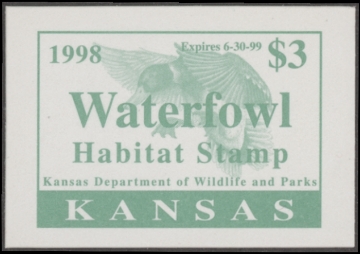 1998 Expires 6-30-99 $3
Waterfowl
Habitat Stamp
Kansas Department of Wildlife and Parks
KANSAS